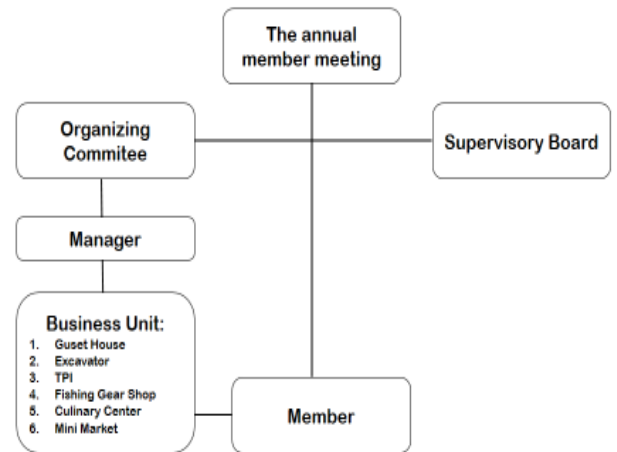 The annual
member meeting
Organizing
Commitee
Supervisory Board
Manager
Business Unit:
1. Guset House
2. Excavator
3. TPI
4. Fishing Gear Shop
5. Culinary Center
6. Mini Market
Member